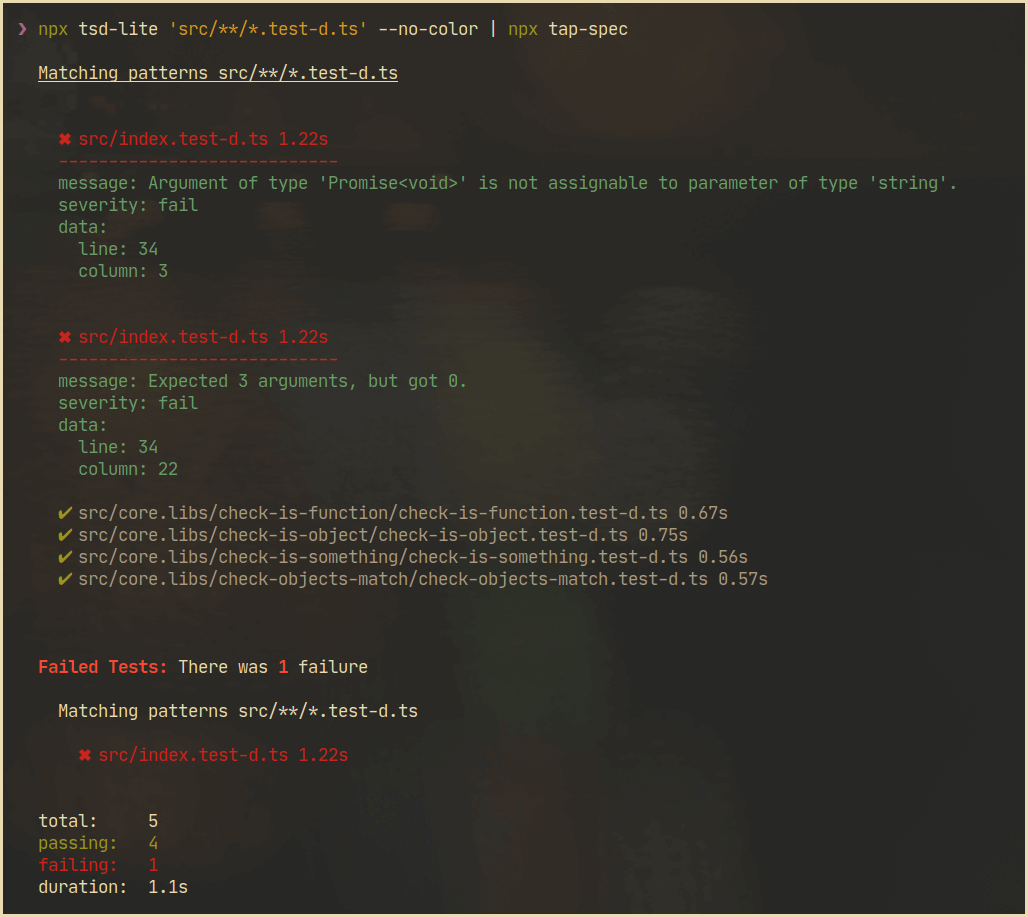 ❯ npx tsd-lite 'src/**/*.test-d.ts' --no-color | npx tap-spec
Matching patterns src/**/*.test-d.ts
✖ src/index.test-d.ts 1.22s
----------------------------
message: Argument of type 'Promise<void>' is not assignable to parameter of type 'string'.
severity: fail
data:
line: 34
column: 3
✖ src/index.test-d.ts 1.22s
----------------------------
message: Expected 3 arguments, but got 0.
severity: fail
data:
line: 34
column: 22
✔ src/core.libs/check-is-function/check-is-function.test-d.ts 0.67s
✔ src/core.libs/check-is-object/check-is-object.test-d.ts 0.75s
✔ src/core.libs/check-is-something/check-is-something.test-d.ts 0.56s
✔ src/core.libs/check-objects-match/check-objects-match.test-d.ts 0.57s
Failed Tests: There was 1 failure
Matching patterns src/**/*.test-d.ts
✖ src/index.test-d.ts 1.22s
total: 5
passing: 4
failing: 1
duration: 1.1s